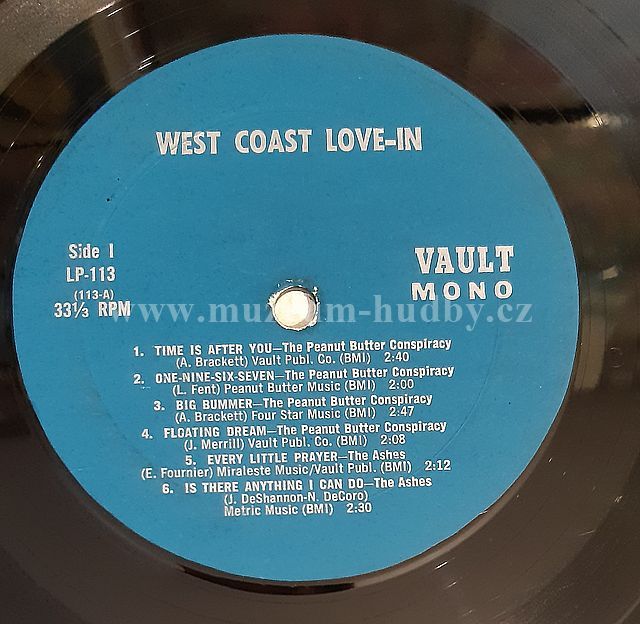 WEST COAST LOVE-IN
Side I
LP-113
(113-A)
33⅓ RPM
VAULT
MONO
www.muzeum-hudby.cz
1. TIME IS AFTER YOU—The Peanut Butter Conspiracy
(A. Brackett) Vault Publ. Co. (BMI) 2:40
2. ONE-NINE-SIX-SEVEN—The Peanut Butter Conspiracy
(L. Fent) Peanut Butter Music (BMI) 2:00
3. BIG BUMMER—The Peanut Butter Conspiracy
(A. Brackett) Four Star Music (BMI) 2:47
4. FLOATING DREAM—The Peanut Butter Conspiracy
(J. Merrill) Vault Publ. Co. (BMI) 2:08
5. EVERY LITTLE PRAYER—The Ashes
(E. Fournier) Miraleste Music/Vault Publ. (BMI) 2:12
6. IS THERE ANYTHING I CAN DO—The Ashes
(J. DeShannon-N. DeCoro)
Metric Music (BMI) 2:30